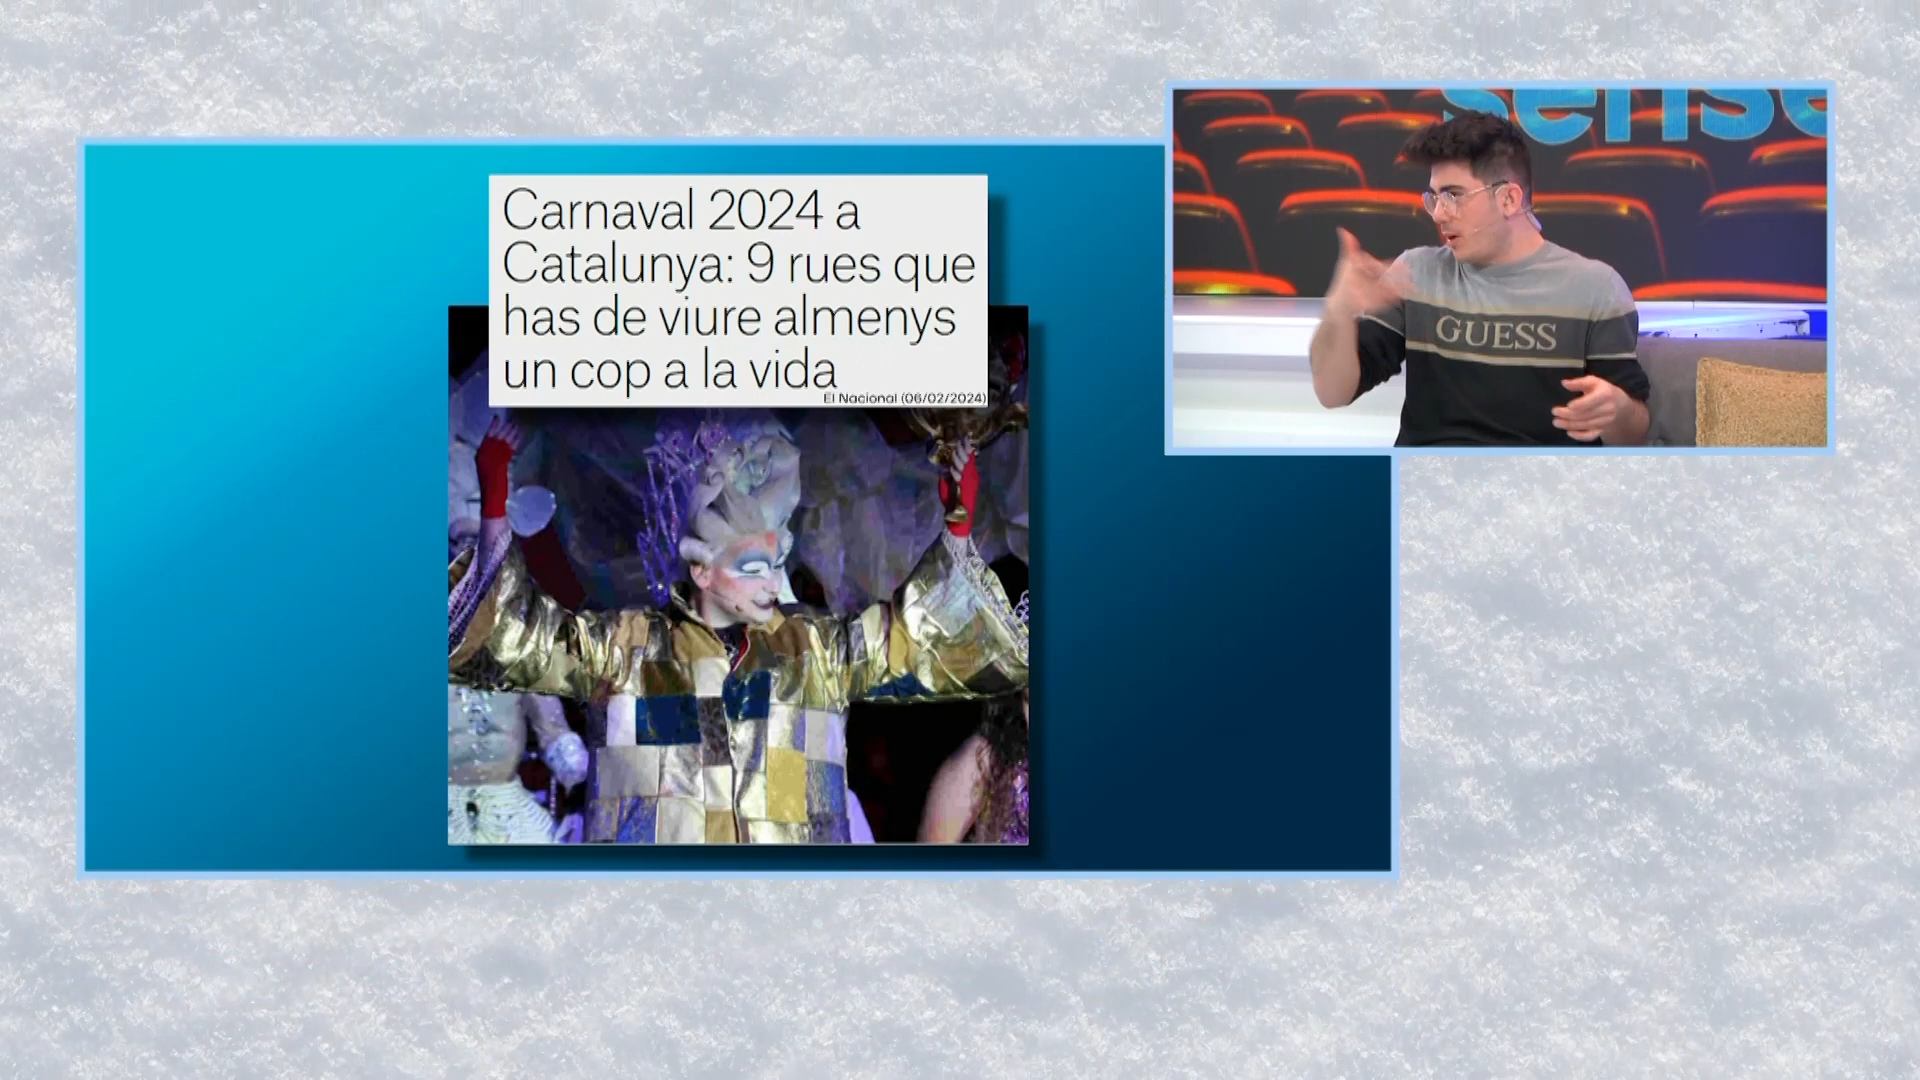 Carnaval 2024 a
Catalunya: 9 rues que
has de viure almenys
un cop a la vida
El Nacional (06/02/2024)
sense
GUESS